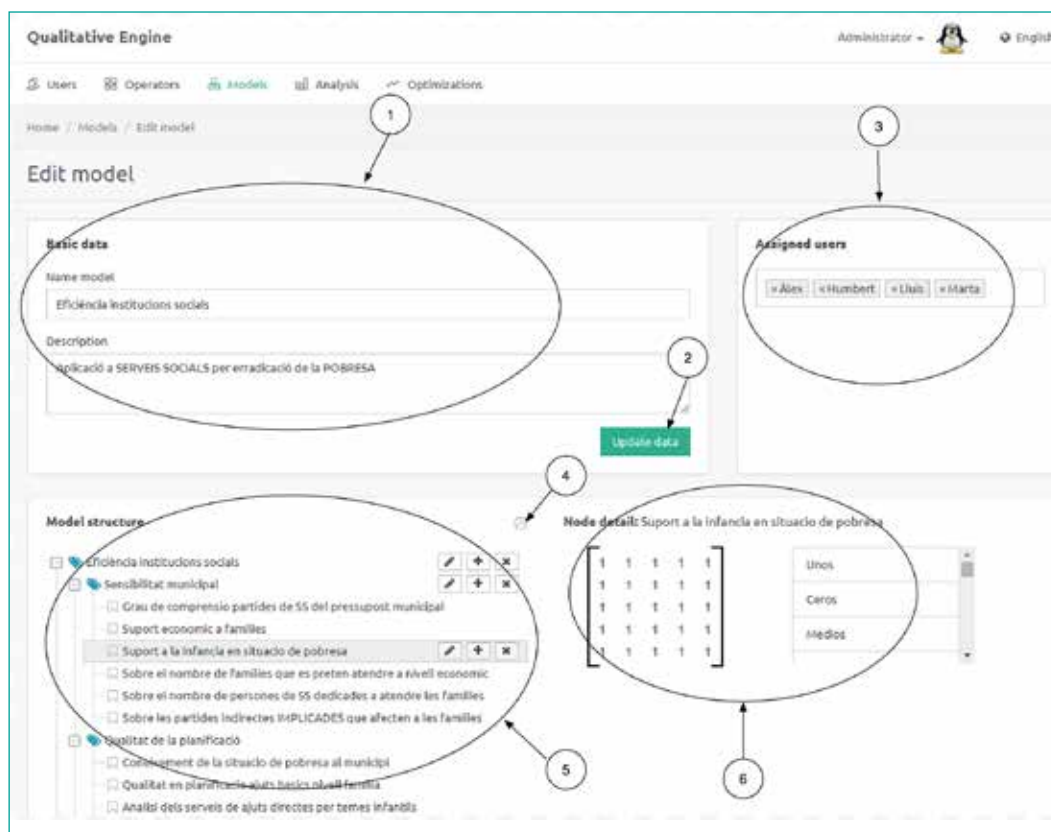 Qualitative Engine
Administrator
English
Users
Operators
Models
Analysis
Optimizations
Home / Models / Edit model
1
3
Edit model
Basic data
Name model
Eficiència institucions socials
Description
Aplicació a SERVEIS SOCIALS per erradicació de la POBRESA
2
Update data
Assigned users
× Àlex × Humbert × Lluís × Marta
4
Model structure
Eficiència institucions socials
Sensibilitat municipal
Grau de comprensio partides de SS del pressupost municipal
Suport economic a families
Suport a la infancia en situacio de pobresa
Sobre el nombre de families que es preten atendre a nivell economic
Sobre el nombre de persones de SS dedicades a atendre les families
Sobre les partides indirectes IMPLICADES que afecten a les families
Qualitat de la planificació
Coneixement de la situacio de pobresa al municipi
Qualitat en planificacio ajuts basics nivell familia
Analisi dels serveis de ajuts directes per temes infantils
5
Node detail: Suport a la infancia en situacio de pobresa
1 1 1 1 1
1 1 1 1 1
1 1 1 1 1
1 1 1 1 1
1 1 1 1 1
Unos
Ceros
Medios
6